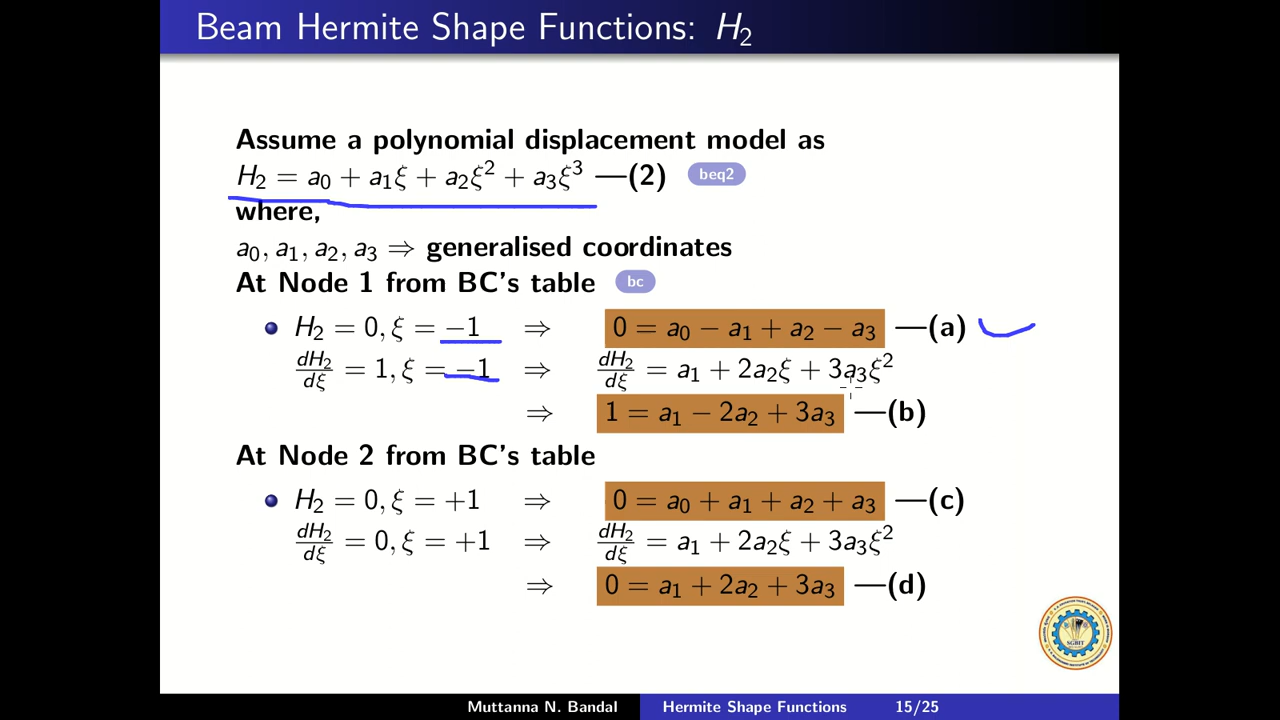 Beam Hermite Shape Functions: H₂
Assume a polynomial displacement model as
H₂ = a₀ + a₁ξ + a₂ξ² + a₃ξ³ —(2) beq2
where,
a₀, a₁, a₂, a₃ ⇒ generalised coordinates
At Node 1 from BC's table bc
H₂ = 0, ξ = −1 ⇒ 0 = a₀ − a₁ + a₂ − a₃ —(a)
dH₂/dξ = 1, ξ = −1 ⇒ dH₂/dξ = a₁ + 2a₂ξ + 3a₃ξ²
⇒ 1 = a₁ − 2a₂ + 3a₃ —(b)
At Node 2 from BC's table
H₂ = 0, ξ = +1 ⇒ 0 = a₀ + a₁ + a₂ + a₃ —(c)
dH₂/dξ = 0, ξ = +1 ⇒ dH₂/dξ = a₁ + 2a₂ξ + 3a₃ξ²
⇒ 0 = a₁ + 2a₂ + 3a₃ —(d)
SGBIT
Muttanna N. Bandal Hermite Shape Functions 15/25